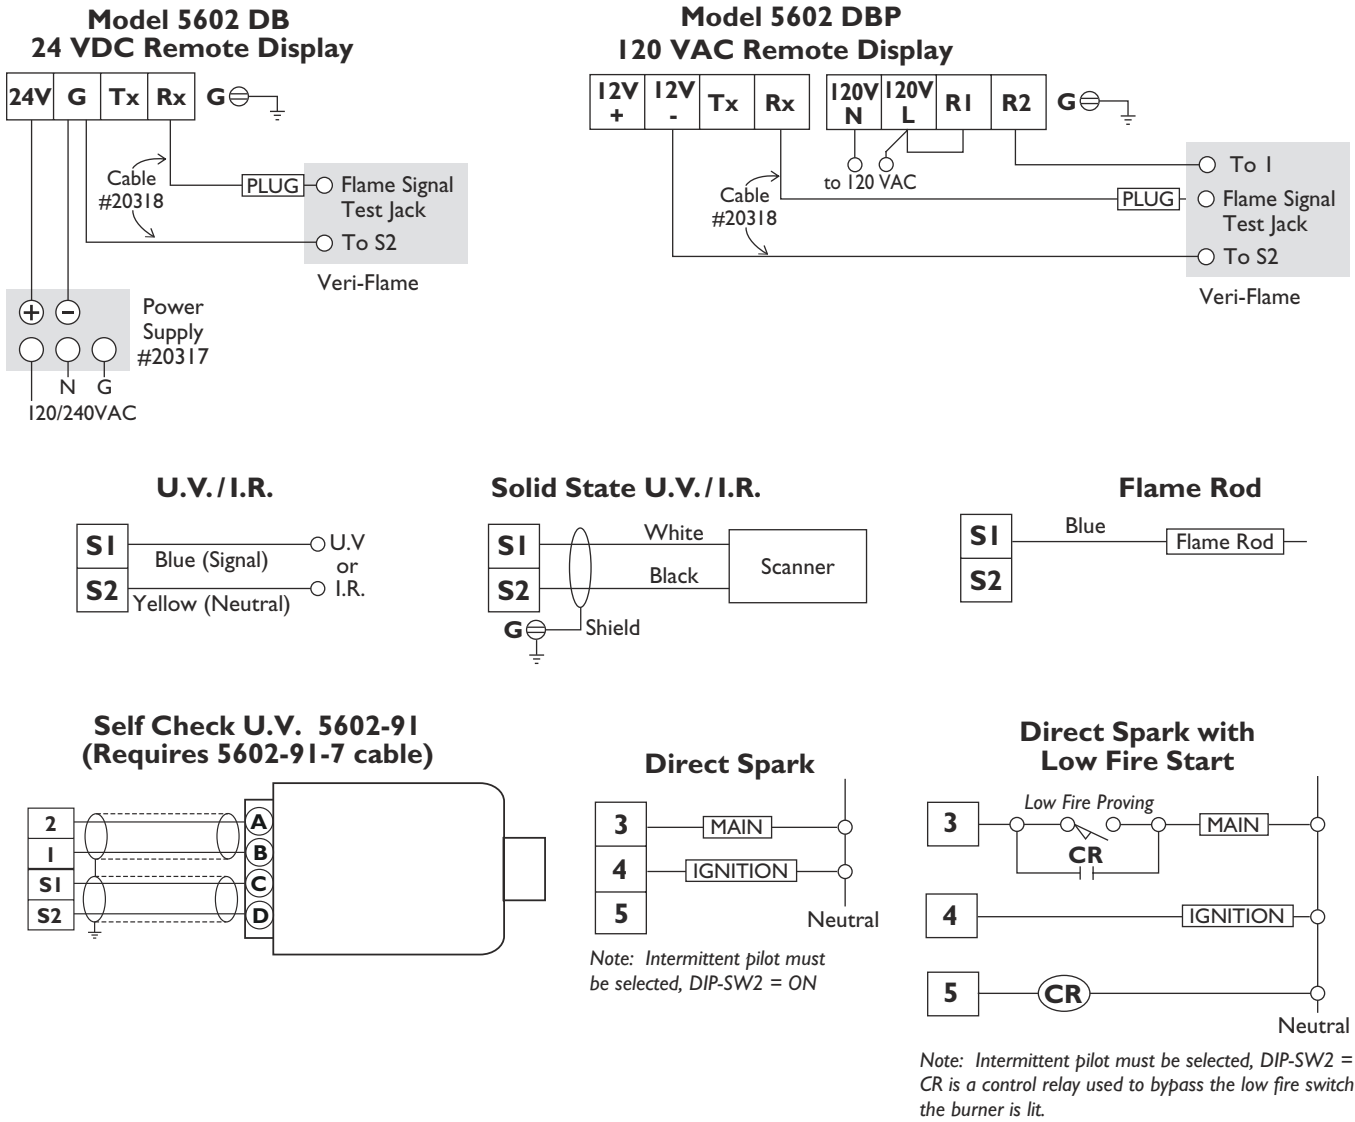 Model 5602 DB
24 VDC Remote Display
24V G Tx Rx G
Cable
#20318
PLUG
Flame Signal
Test Jack
To S2
Veri-Flame
+ −
Power
Supply
#20317
N G
120/240VAC
Model 5602 DBP
120 VAC Remote Display
12V
+
12V
-
Tx
Rx
120V
N
120V
L
R1
R2
G
to 120 VAC
Cable
#20318
To 1
PLUG
Flame Signal
Test Jack
To S2
Veri-Flame
U.V. / I.R.
S1
S2
Blue (Signal)
Yellow (Neutral)
U.V
or
I.R.
Solid State U.V. / I.R.
S1
S2
White
Black
Scanner
G
Shield
Flame Rod
S1
S2
Blue
Flame Rod
Self Check U.V. 5602-91
(Requires 5602-91-7 cable)
2 A
1 B
S1 C
S2 D
Direct Spark
3 MAIN
4 IGNITION
5
Neutral
Note: Intermittent pilot must
be selected, DIP-SW2 = ON
Direct Spark with
Low Fire Start
Low Fire Proving
3 MAIN
CR
4 IGNITION
5 CR
Neutral
Note: Intermittent pilot must be selected, DIP-SW2 =
CR is a control relay used to bypass the low fire switch
the burner is lit.